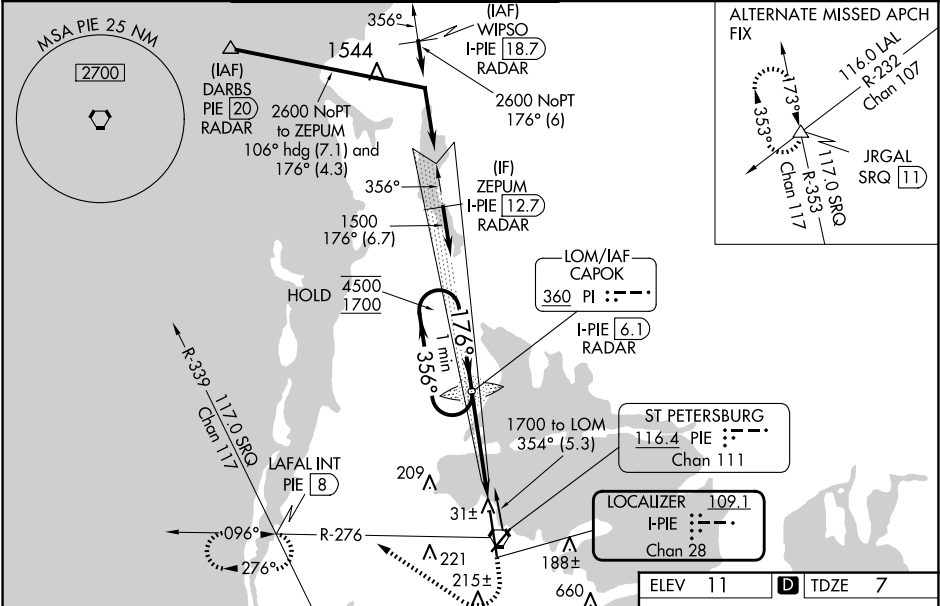 MSA PIE 25 NM
2700
(IAF)
DARBS
PIE 20
RADAR
1544
2600 NoPT
to ZEPUM
106° hdg (7.1) and
176° (4.3)
356°
(IAF)
WIPSO
I-PIE 18.7
RADAR
2600 NoPT
176° (6)
ALTERNATE MISSED APCH
FIX
116.0 LAL
R-232
Chan 107
173°
353°
117.0 SRQ
R-353
Chan 117
JRGAL
SRQ 11
356°
(IF)
ZEPUM
I-PIE 12.7
RADAR
1500
176° (6.7)
HOLD
4500
1700
176°
1 min
356°
LOM/IAF
CAPOK
360 PI
I-PIE 6.1
RADAR
R-339
117.0 SRQ
Chan 117
1700 to LOM
354° (5.3)
ST PETERSBURG
116.4 PIE
Chan 111
LAFAL INT
PIE 8
209
31±
LOCALIZER 109.1
I-PIE
Chan 28
096°
R-276
276°
221
215±
188±
660
ELEV 11 D TDZE 7